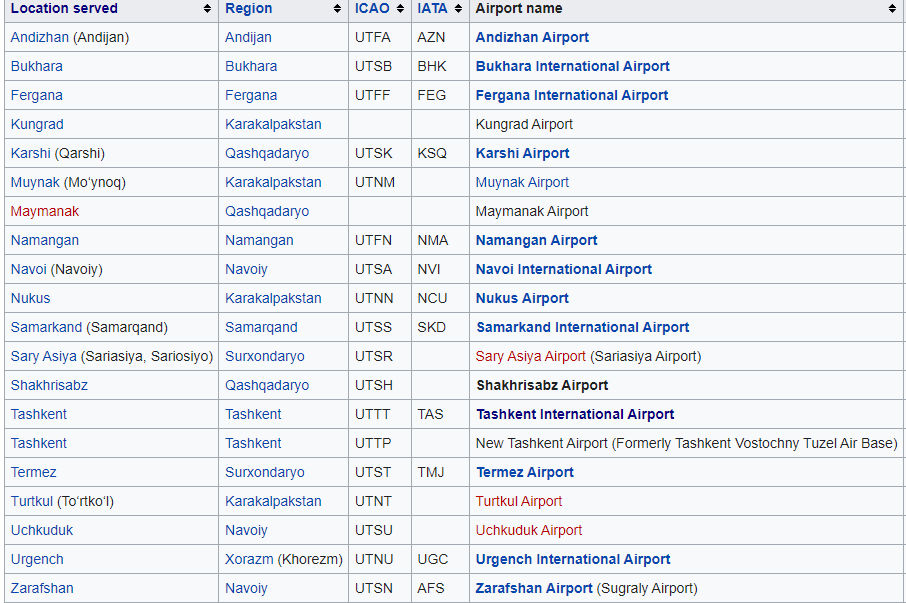 Location served Region ICAO IATA Airport name
Andizhan (Andijan) Andijan UTFA AZN Andizhan Airport
Bukhara Bukhara UTSB BHK Bukhara International Airport
Fergana Fergana UTFF FEG Fergana International Airport
Kungrad Karakalpakstan Kungrad Airport
Karshi (Qarshi) Qashqadaryo UTSK KSQ Karshi Airport
Muynak (Moʻynoq) Karakalpakstan UTNM Muynak Airport
Maymanak Qashqadaryo Maymanak Airport
Namangan Namangan UTFN NMA Namangan Airport
Navoi (Navoiy) Navoiy UTSA NVI Navoi International Airport
Nukus Karakalpakstan UTNN NCU Nukus Airport
Samarkand (Samarqand) Samarqand UTSS SKD Samarkand International Airport
Sary Asiya (Sariasiya, Sariosiyo) Surxondaryo UTSR Sary Asiya Airport (Sariasiya Airport)
Shakhrisabz Qashqadaryo UTSH Shakhrisabz Airport
Tashkent Tashkent UTTT TAS Tashkent International Airport
Tashkent Tashkent UTTP New Tashkent Airport (Formerly Tashkent Vostochny Tuzel Air Base)
Termez Surxondaryo UTST TMJ Termez Airport
Turtkul (Toʻrtkoʻl) Karakalpakstan UTNT Turtkul Airport
Uchkuduk Navoiy UTSU Uchkuduk Airport
Urgench Xorazm (Khorezm) UTNU UGC Urgench International Airport
Zarafshan Navoiy UTSN AFS Zarafshan Airport (Sugraly Airport)